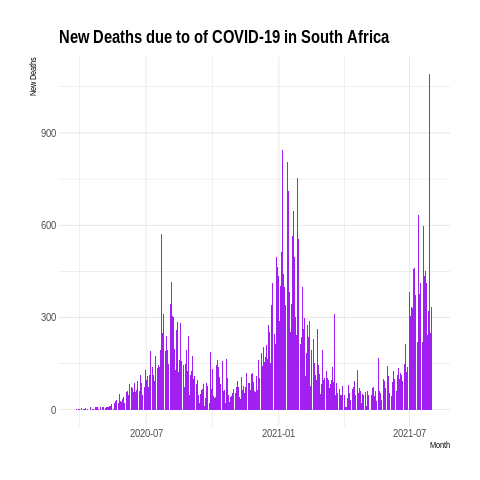 New Deaths due to of COVID-19 in South Africa
New Deaths
900
600
300
0
2020-07
2021-01
2021-07
Month